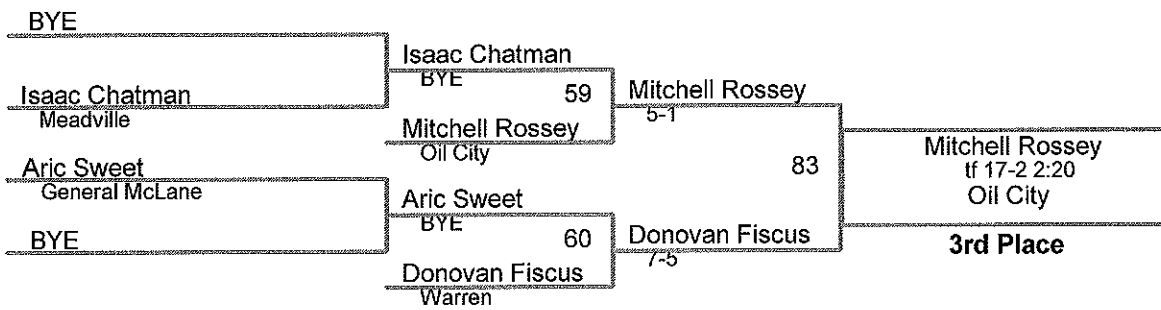 BYE
Isaac Chatman
Meadville
Aric Sweet
General McLane
BYE
Isaac Chatman
BYE
59
Mitchell Rossey
Oil City
Aric Sweet
BYE
60
Donovan Fiscus
Warren
Mitchell Rossey
5-1
83
Donovan Fiscus
7-5
Mitchell Rossey
tf 17-2 2:20
Oil City
3rd Place